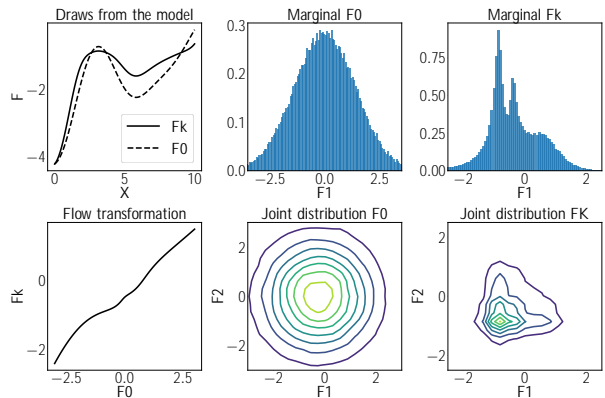 Draws from the model
F
−2
−4
Fk
F0
0
5
10
X
Marginal F0
0.3
0.2
0.1
0.0
−2.5
0.0
2.5
F1
Marginal Fk
0.75
0.50
0.25
0.00
−2
0
2
F1
Flow transformation
Fk
0
−2
−2.5
0.0
2.5
F0
Joint distribution F0
F2
2
0
−2
−2
0
2
F1
Joint distribution FK
F2
2
0
−2
−2
0
2
F1